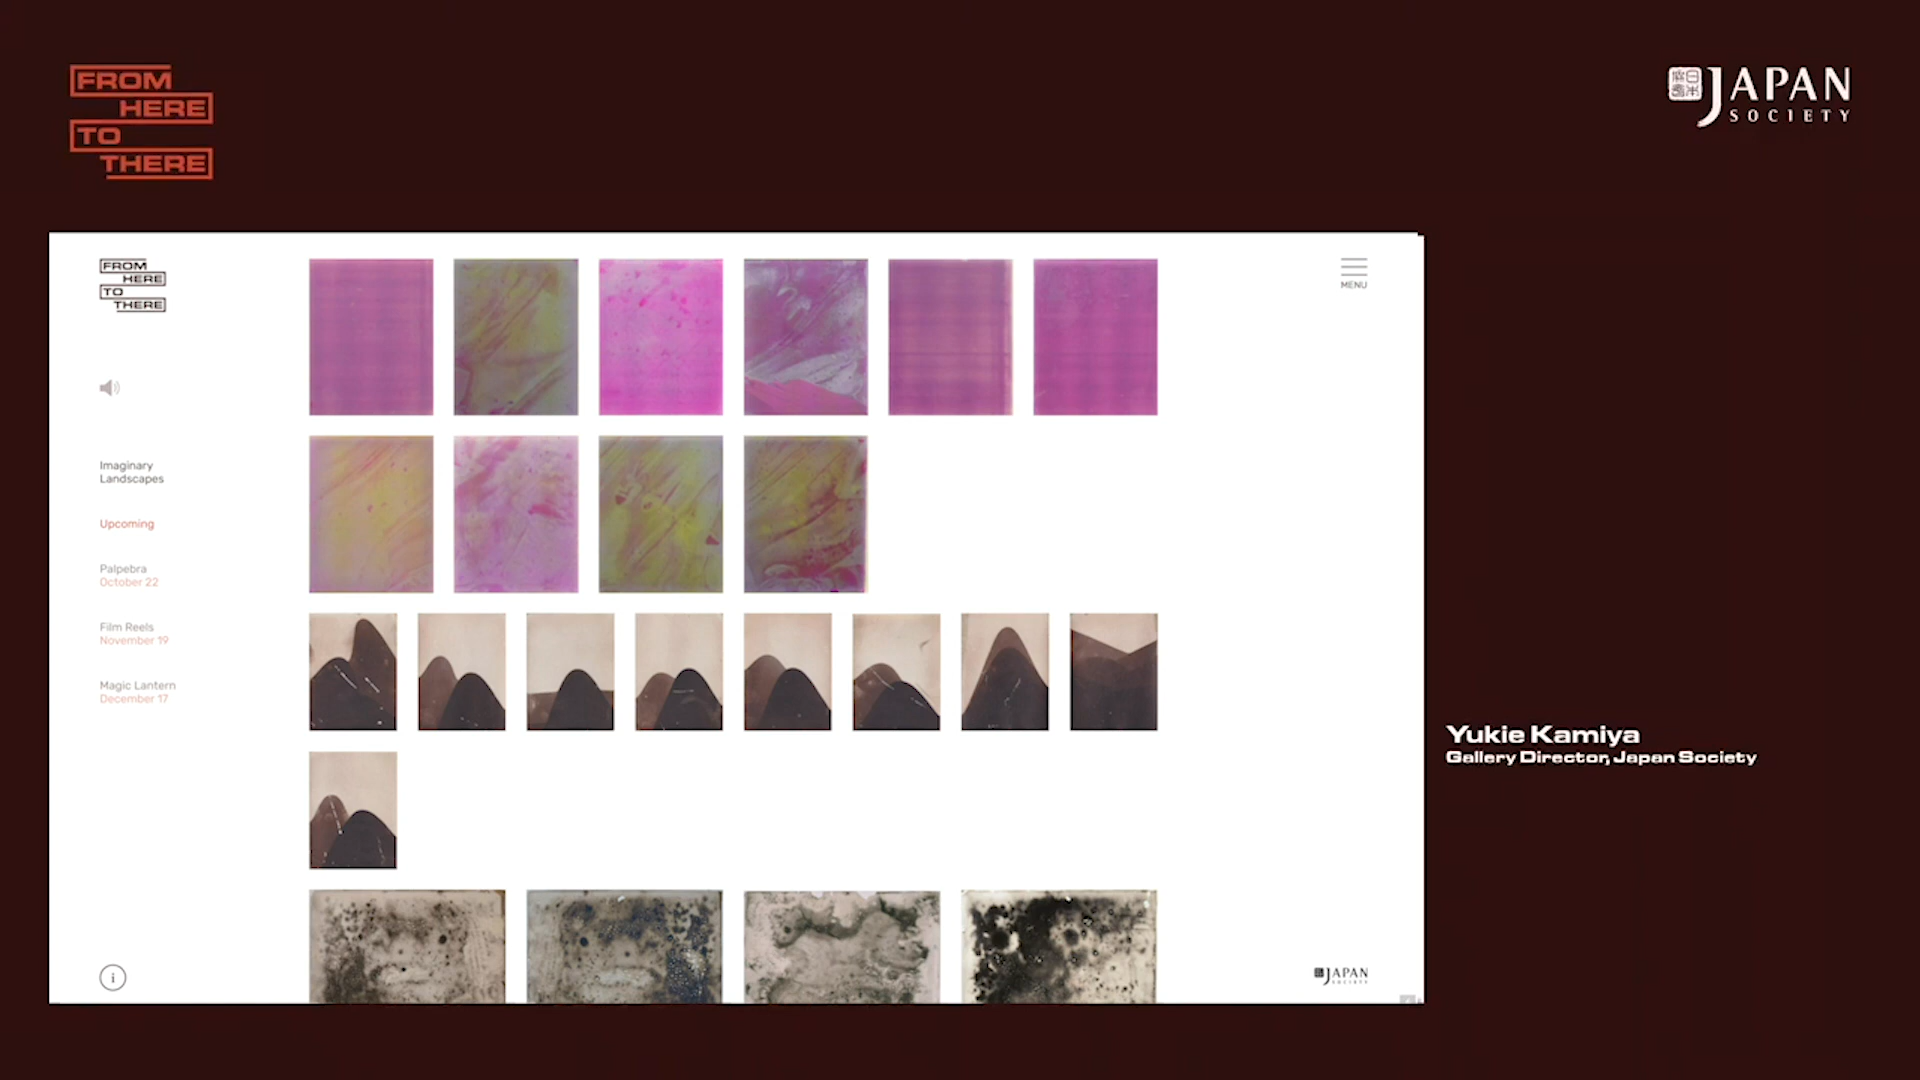 FROM
HERE
TO
THERE
JAPAN
SOCIETY
FROM
HERE
TO
THERE
MENU
Imaginary
Landscapes
Upcoming
Palpebra
October 22
Film Reels
November 19
Magic Lantern
December 17
i
JAPAN
SOCIETY
Yukie Kamiya
Gallery Director, Japan Society